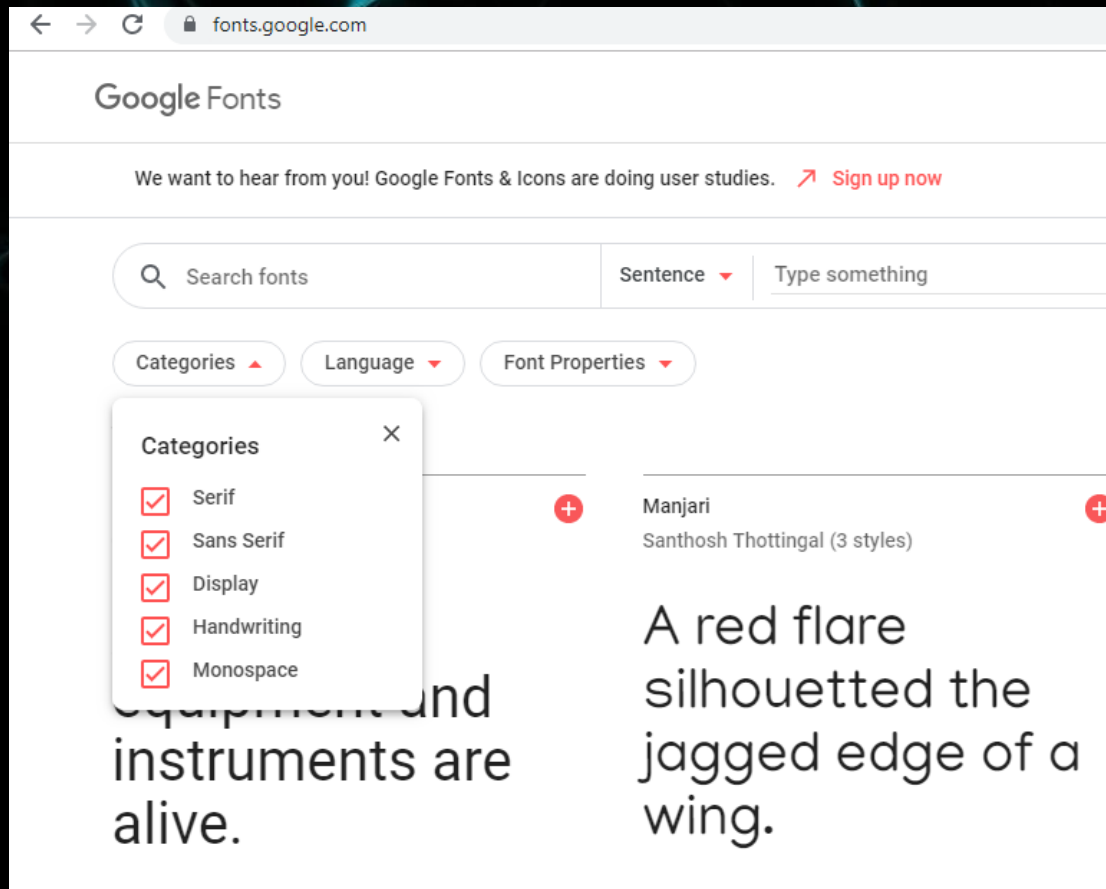 fonts.google.com
Google Fonts
We want to hear from you! Google Fonts & Icons are doing user studies. Sign up now
Search fonts
Sentence
Type something
Categories
Language
Font Properties
Categories
Serif
Sans Serif
Display
Handwriting
Monospace
equipment and
instruments are
alive.
Manjari
Santhosh Thottingal (3 styles)
A red flare
silhouetted the
jagged edge of a
wing.